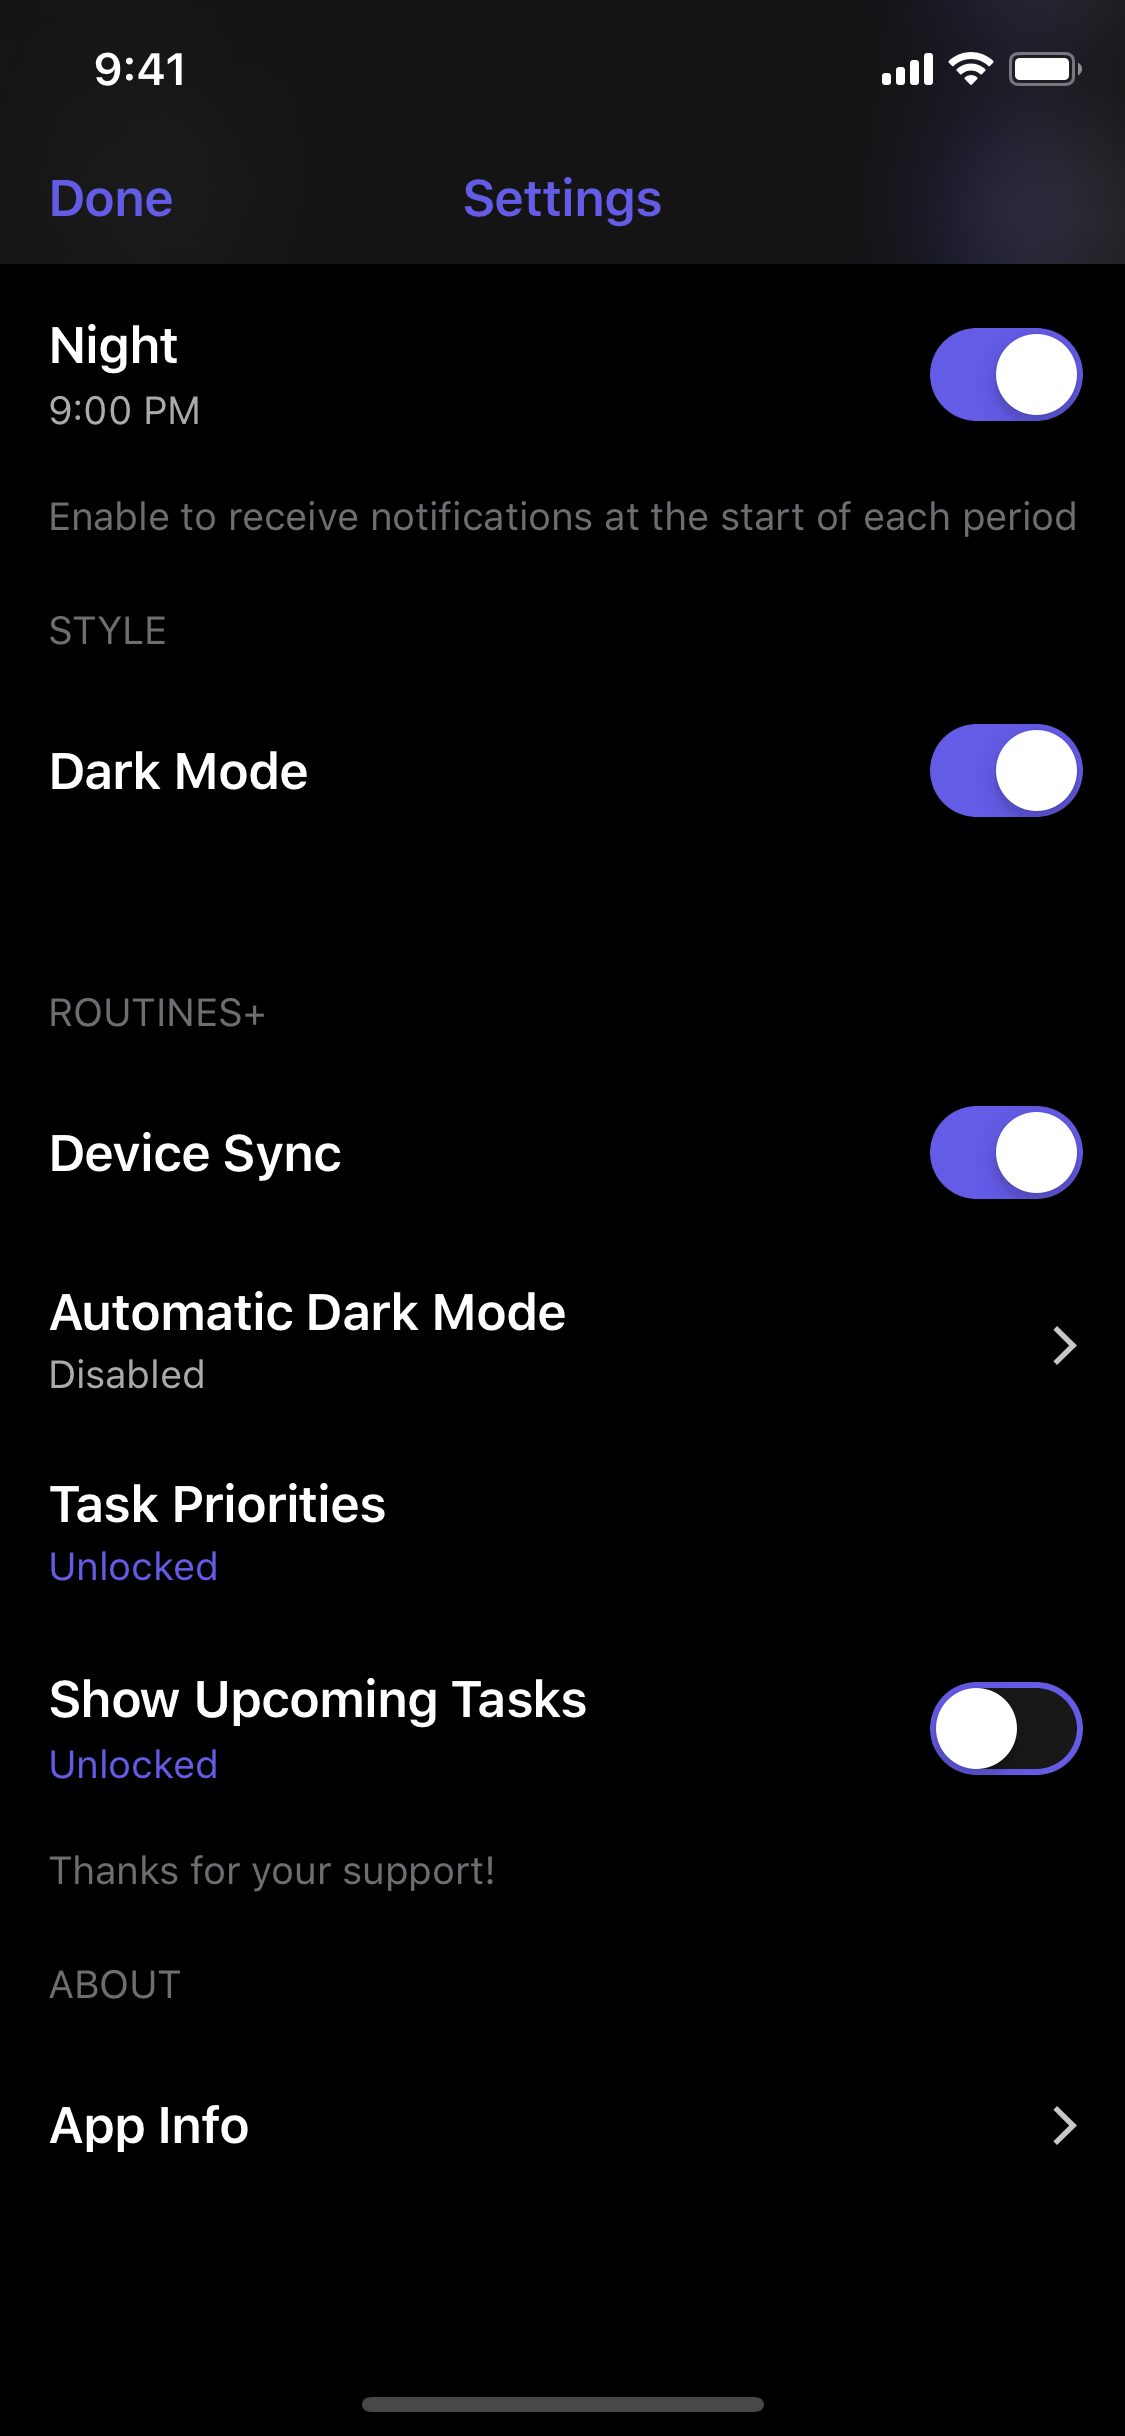 9:41
Done
Settings
Night
9:00 PM
Enable to receive notifications at the start of each period
STYLE
Dark Mode
ROUTINES+
Device Sync
Automatic Dark Mode
Disabled
Task Priorities
Unlocked
Show Upcoming Tasks
Unlocked
Thanks for your support!
ABOUT
App Info